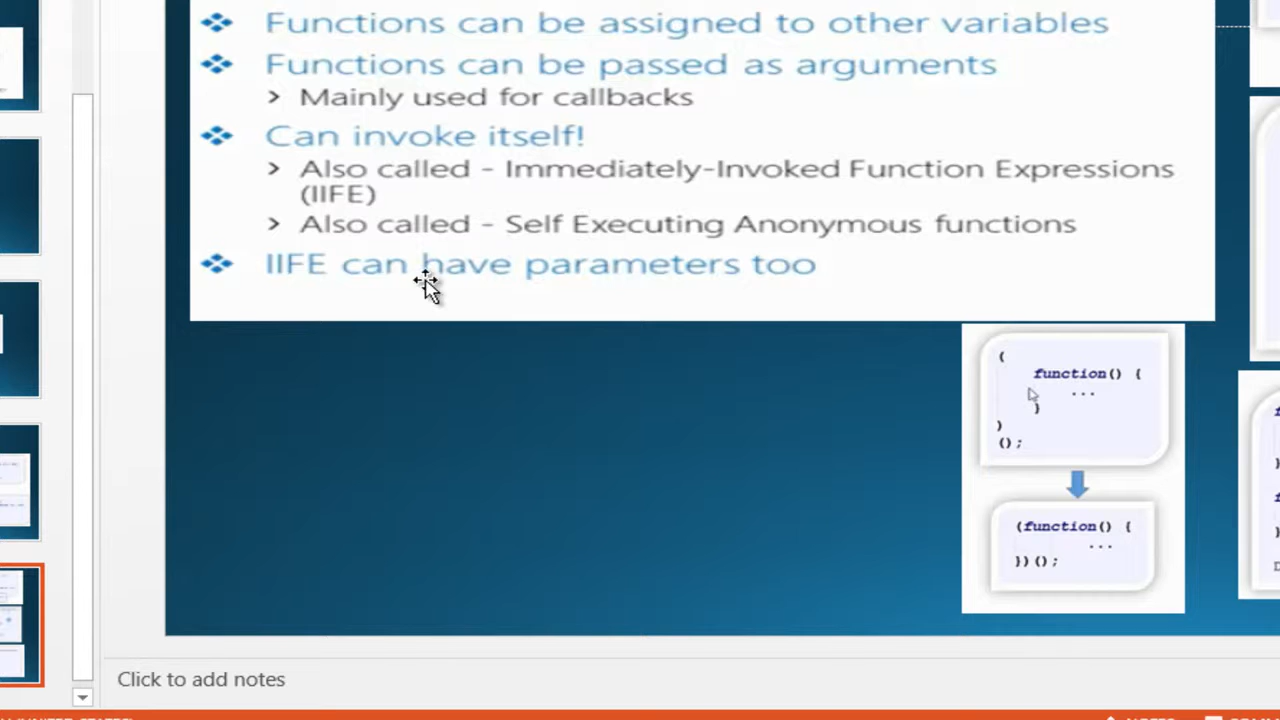 Functions can be assigned to other variables
Functions can be passed as arguments
Mainly used for callbacks
Can invoke itself!
Also called - Immediately-Invoked Function Expressions
(IIFE)
Also called - Self Executing Anonymous functions
IIFE can have parameters too
(
function() {
...
}
)
();
(function() {
...
})();
Click to add notes